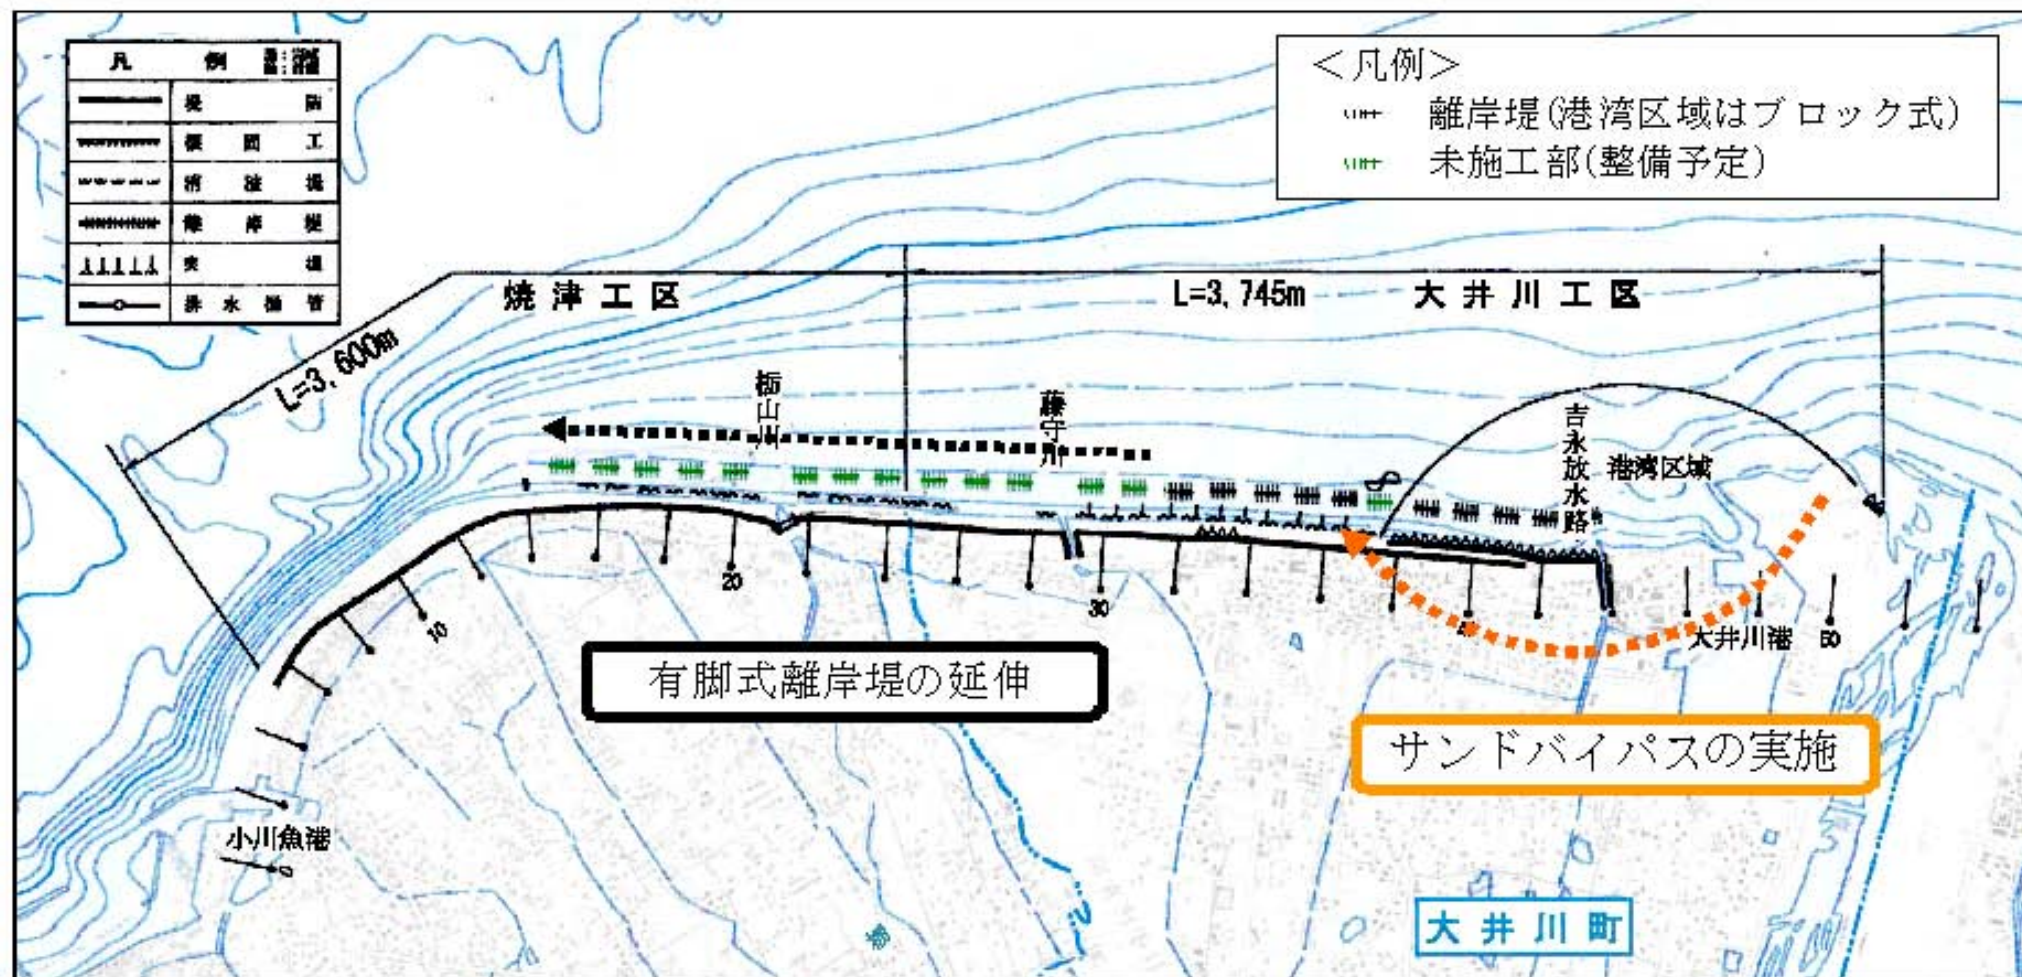 凡例
堤防
根固工
消波堤
離岸堤
突堤
排水樋管
＜凡例＞
離岸堤(港湾区域はブロック式)
未施工部(整備予定)
焼津工区
L=3,745m
大井川工区
L=3,600m
栃山川
藤守川
吉永放水路
港湾区域
10
20
30
大井川港
50
有脚式離岸堤の延伸
サンドバイパスの実施
小川魚港
大井川町